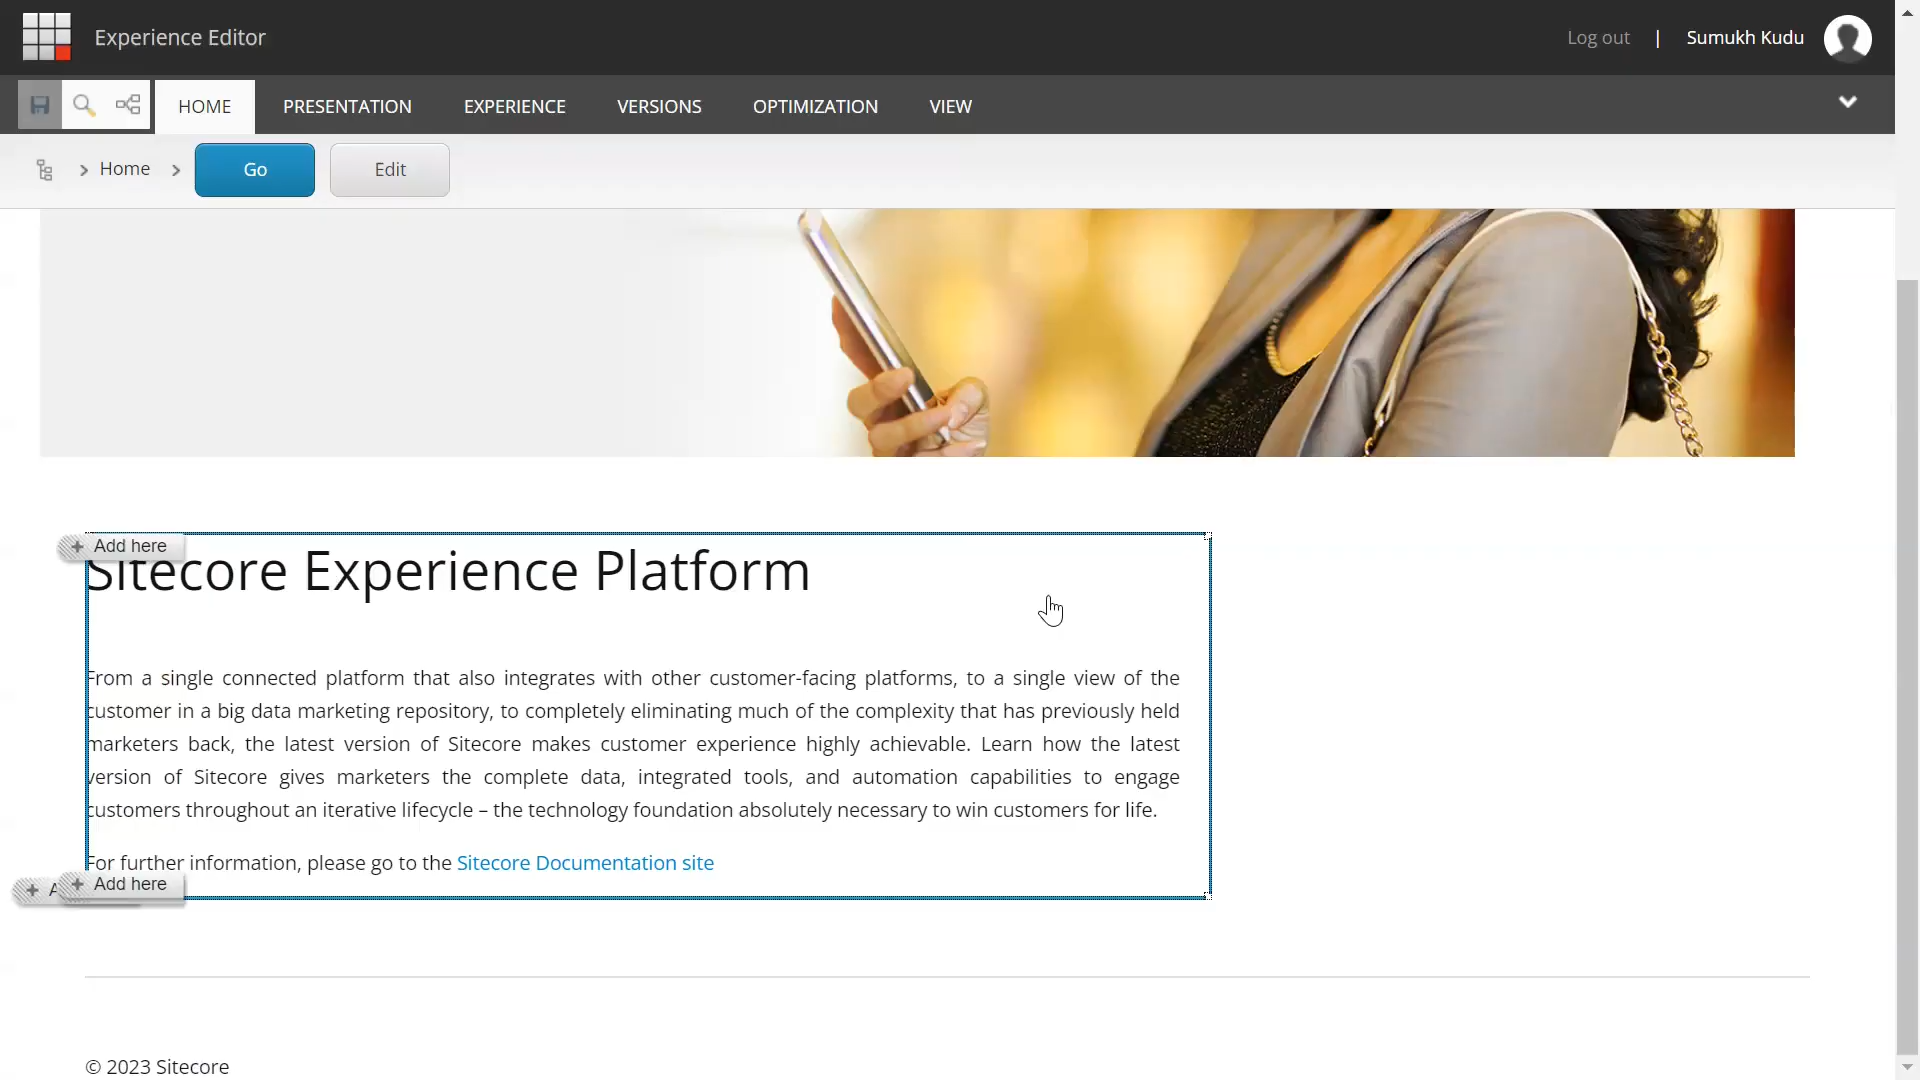 Experience Editor
Log out | Sumukh Kudu
HOME PRESENTATION EXPERIENCE VERSIONS OPTIMIZATION VIEW
Home Go Edit
Add here
Sitecore Experience Platform
From a single connected platform that also integrates with other customer-facing platforms, to a single view of the
customer in a big data marketing repository, to completely eliminating much of the complexity that has previously held
marketers back, the latest version of Sitecore makes customer experience highly achievable. Learn how the latest
version of Sitecore gives marketers the complete data, integrated tools, and automation capabilities to engage
customers throughout an iterative lifecycle – the technology foundation absolutely necessary to win customers for life.
For further information, please go to the Sitecore Documentation site
Add here
© 2023 Sitecore